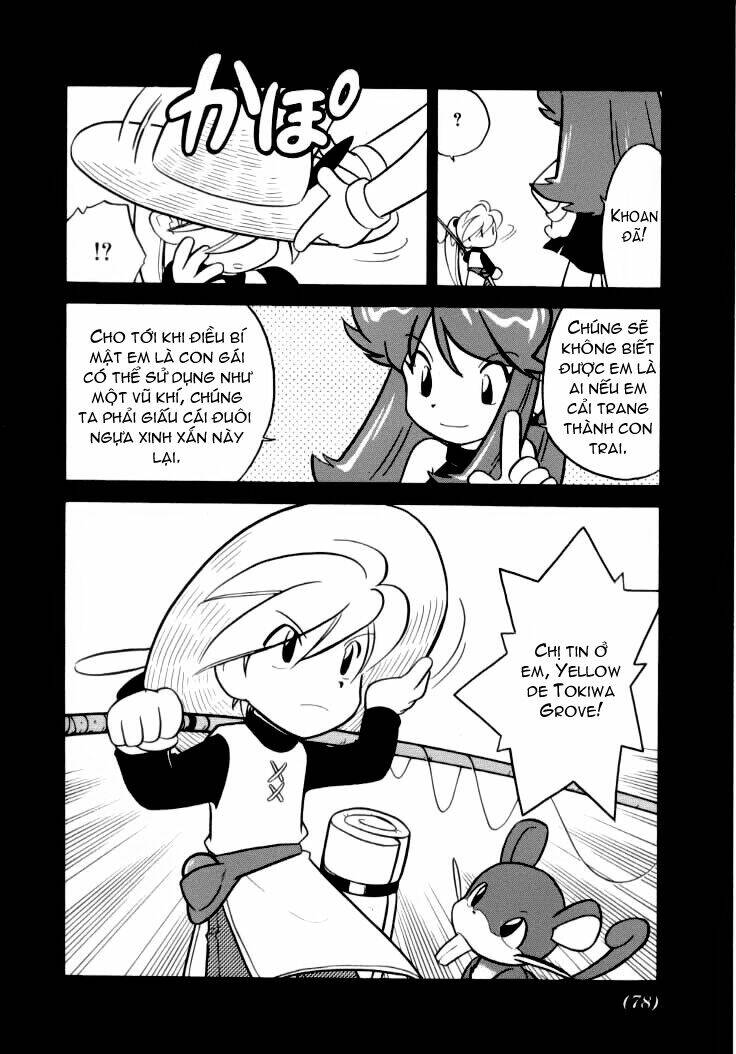 ?
KHOAN
ĐÃ!
かぽ°
!?
CHÚNG SẼ
KHÔNG BIẾT
ĐƯỢC EM LÀ
AI NẾU EM
CẢI TRANG
THÀNH CON
TRAI.
CHO TỚI KHI ĐIỀU BÍ
MẬT EM LÀ CON GÁI
CÓ THỂ SỬ DỤNG NHƯ
MỘT VŨ KHÍ, CHÚNG
TA PHẢI GIẤU CÁI ĐUÔI
NGỰA XINH XẮN NÀY
LẠI.
CHỊ TIN Ở
EM, YELLOW
DE TOKIWA
GROVE!
(78)